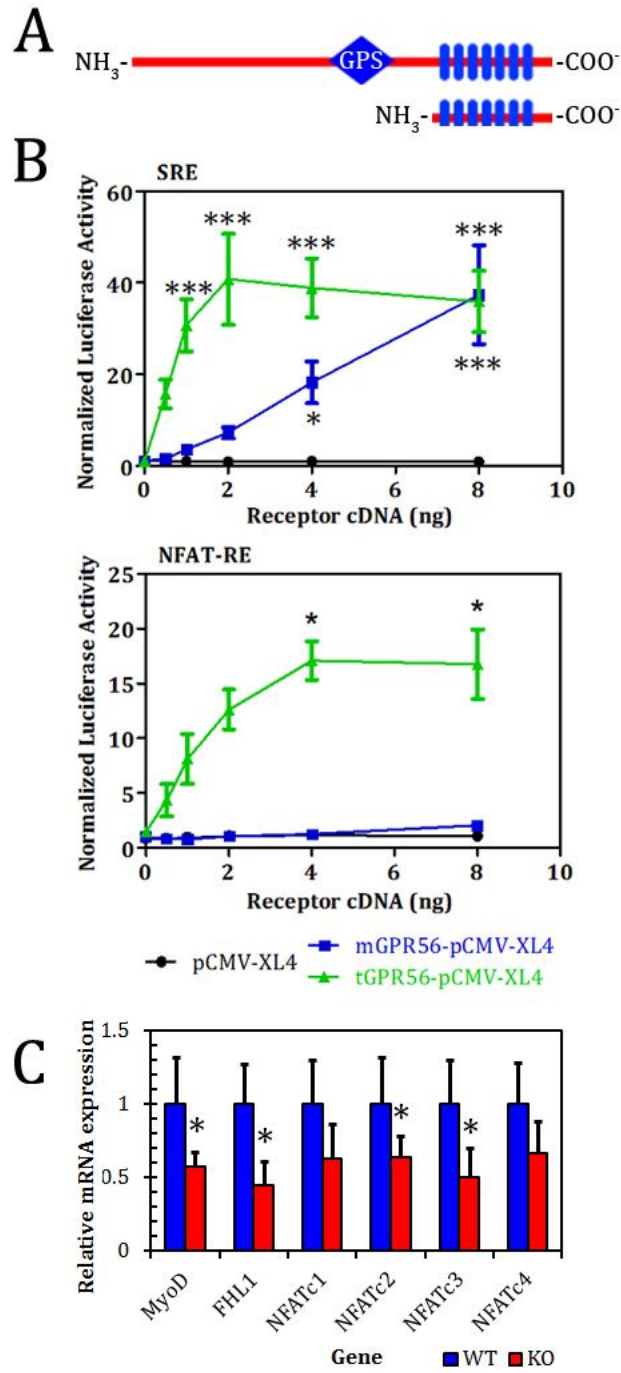 A
NH3- GPS -COO-
NH3- -COO-
B
SRE
Normalized Luciferase Activity
60
40
20
0
***
***
***
***
*
***
0 2 4 6 8 10
Receptor cDNA (ng)
NFAT-RE
Normalized Luciferase Activity
25
20
15
10
5
0
* *
0 2 4 6 8 10
Receptor cDNA (ng)
pCMV-XL4
mGPR56-pCMV-XL4
tGPR56-pCMV-XL4
C
Relative mRNA expression
1.5
1
0.5
0
* * * *
MyoD FHL1 NFATc1 NFATc2 NFATc3 NFATc4
Gene
WT KO